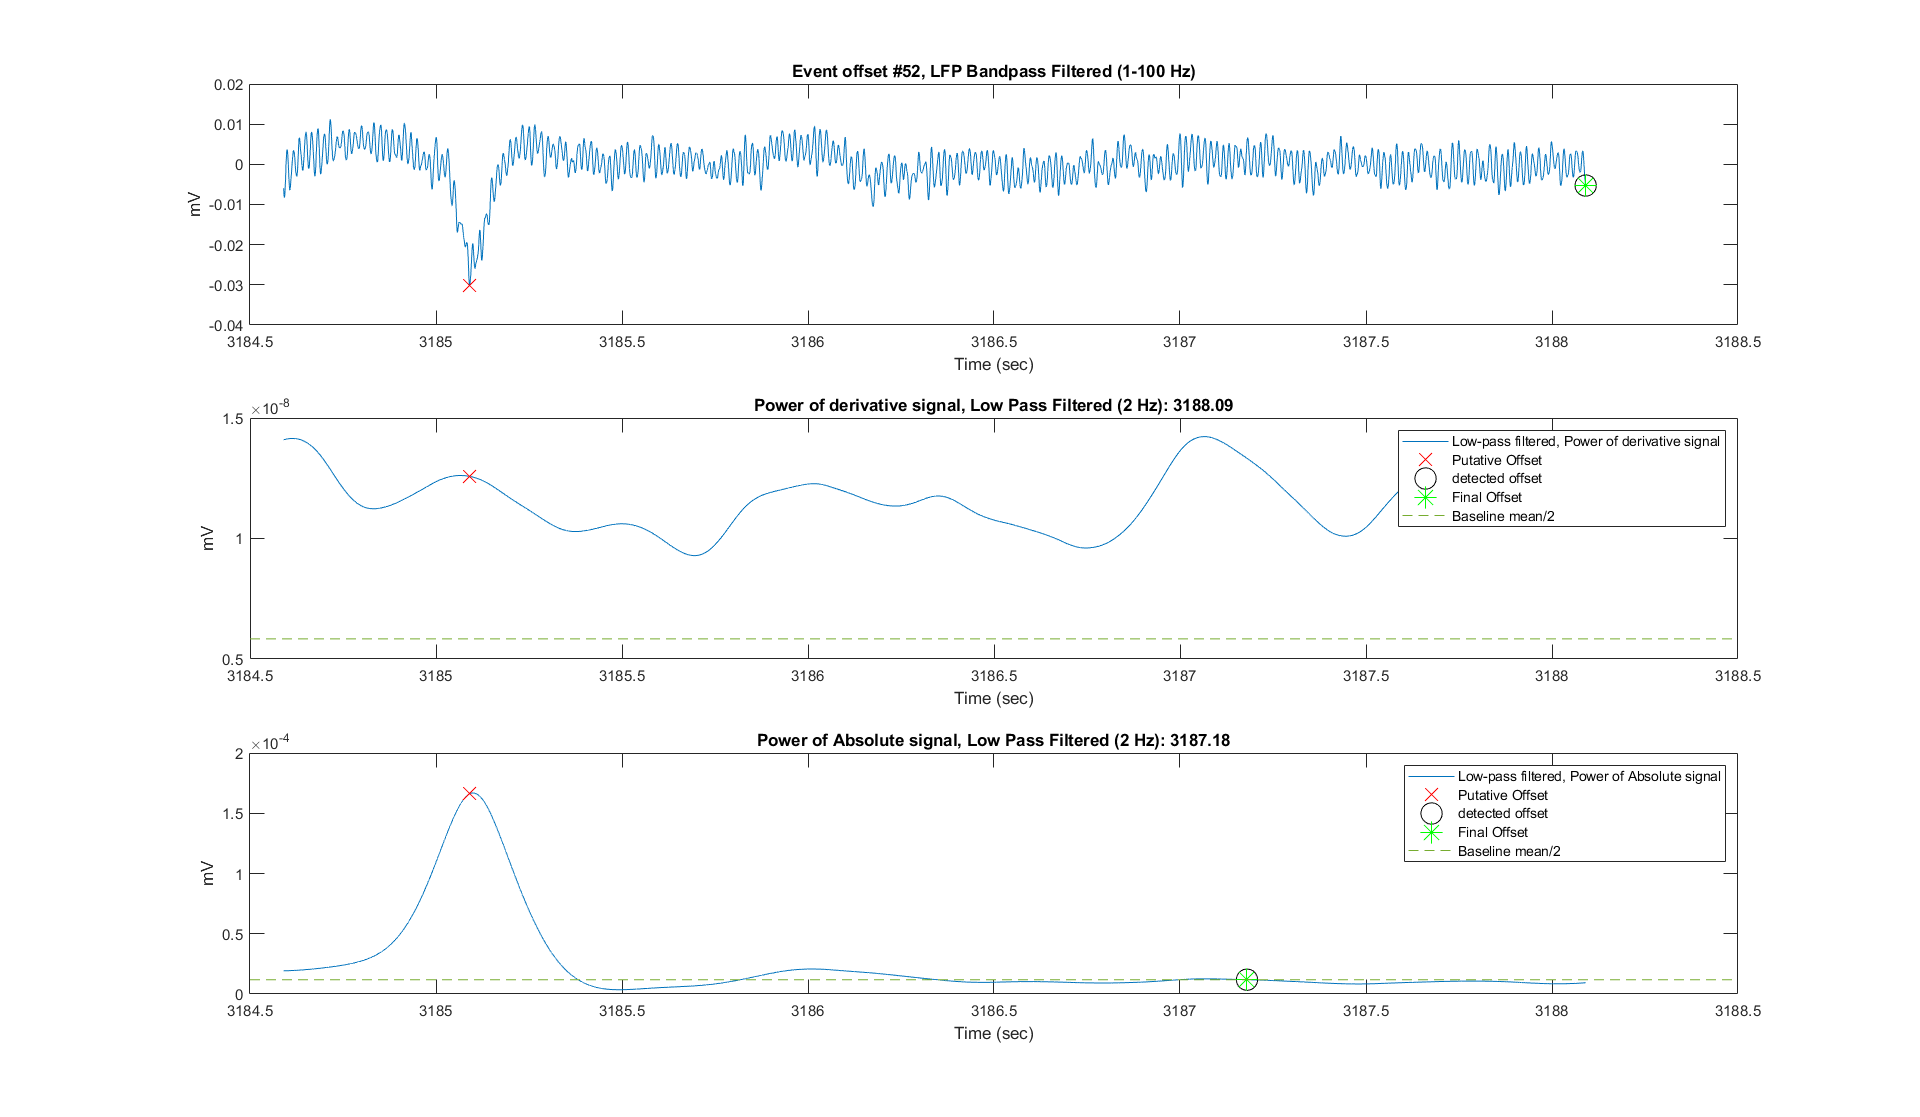 Event offset #52, LFP Bandpass Filtered (1-100 Hz)
0.02
0.01
0
-0.01
-0.02
-0.03
-0.04
mV
3184.5 3185 3185.5 3186 3186.5 3187 3187.5 3188 3188.5
Time (sec)
Power of derivative signal, Low Pass Filtered (2 Hz): 3188.09
×10-8
1.5
1
0.5
mV
Low-pass filtered, Power of derivative signal
Putative Offset
detected offset
Final Offset
Baseline mean/2
3184.5 3185 3185.5 3186 3186.5 3187 3187.5 3188 3188.5
Time (sec)
Power of Absolute signal, Low Pass Filtered (2 Hz): 3187.18
×10-4
2
1.5
1
0.5
0
mV
Low-pass filtered, Power of Absolute signal
Putative Offset
detected offset
Final Offset
Baseline mean/2
3184.5 3185 3185.5 3186 3186.5 3187 3187.5 3188 3188.5
Time (sec)